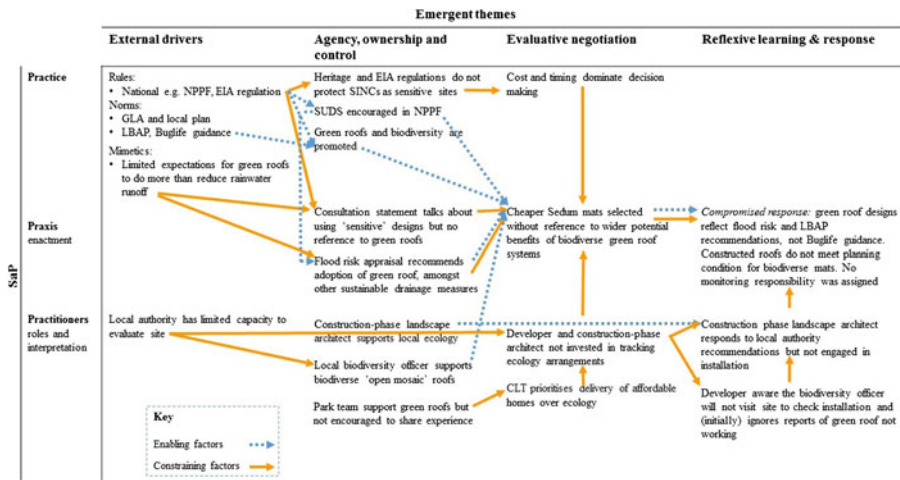 Emergent themes
External drivers
Agency, ownership and
control
Evaluative negotiation
Reflexive learning & response
SaP
Practice
Rules:
• National e.g. NPPF, EIA regulation
Norms:
• GLA and local plan
• LBAP, Buglife guidance
Mimetics:
• Limited expectations for green roofs
to do more than reduce rainwater
runoff
Heritage and EIA regulations do not
protect SINCs as sensitive sites
SUDS encouraged in NPPF
Green roofs and biodiversity are
promoted
Cost and timing dominate decision
making
Praxis
enactment
Consultation statement talks about
using ‘sensitive’ designs but no
reference to green roofs
Flood risk appraisal recommends
adoption of green roof, amongst
other sustainable drainage measures
Cheaper Sedum mats selected
without reference to wider potential
benefits of biodiverse green roof
systems
Compromised response: green roof designs
reflect flood risk and LBAP
recommendations, not Buglife guidance.
Constructed roofs do not meet planning
condition for biodiverse mats. No
monitoring responsibility was assigned
Practitioners
roles and
interpretation
Local authority has limited capacity to
evaluate site
Construction-phase landscape
architect supports local ecology
Local biodiversity officer supports
biodiverse ‘open mosaic’ roofs
Park team support green roofs but
not encouraged to share experience
Developer and construction-phase
architect not invested in tracking
ecology arrangements
CLT prioritises delivery of affordable
homes over ecology
Construction phase landscape architect
responds to local authority
recommendations but not engaged in
installation
Developer aware the biodiversity officer
will not visit site to check installation and
(initially) ignores reports of green roof not
working
Key
Enabling factors
Constraining factors